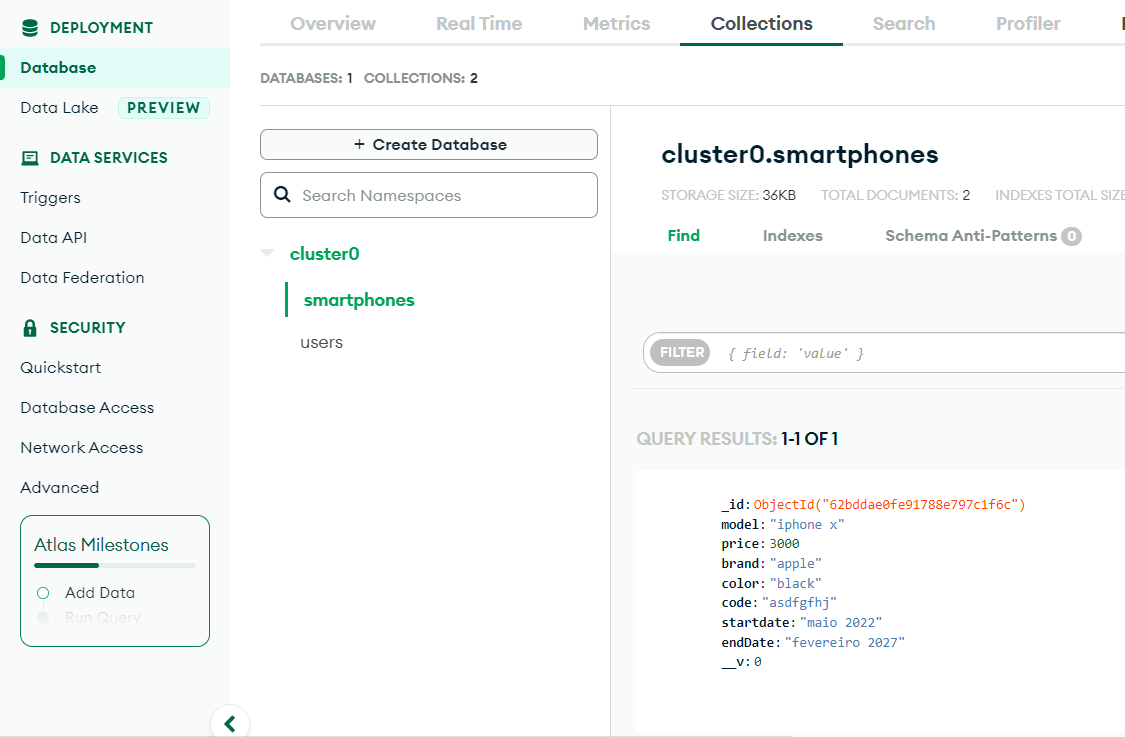 DEPLOYMENT
Database
Data Lake PREVIEW
DATA SERVICES
Triggers
Data API
Data Federation
SECURITY
Quickstart
Database Access
Network Access
Advanced
Atlas Milestones
Add Data
Run Query
Overview Real Time Metrics Collections Search Profiler
DATABASES: 1 COLLECTIONS: 2
+ Create Database
Search Namespaces
cluster0
smartphones
users
cluster0.smartphones
STORAGE SIZE: 36KB TOTAL DOCUMENTS: 2 INDEXES TOTAL SIZE
Find Indexes Schema Anti-Patterns 0
FILTER { field: 'value' }
QUERY RESULTS: 1-1 OF 1
_id: ObjectId("62bddae0fe91788e797c1f6c")
model: "iphone x"
price: 3000
brand: "apple"
color: "black"
code: "asdfgfhj"
startdate: "maio 2022"
endDate: "fevereiro 2027"
__v: 0